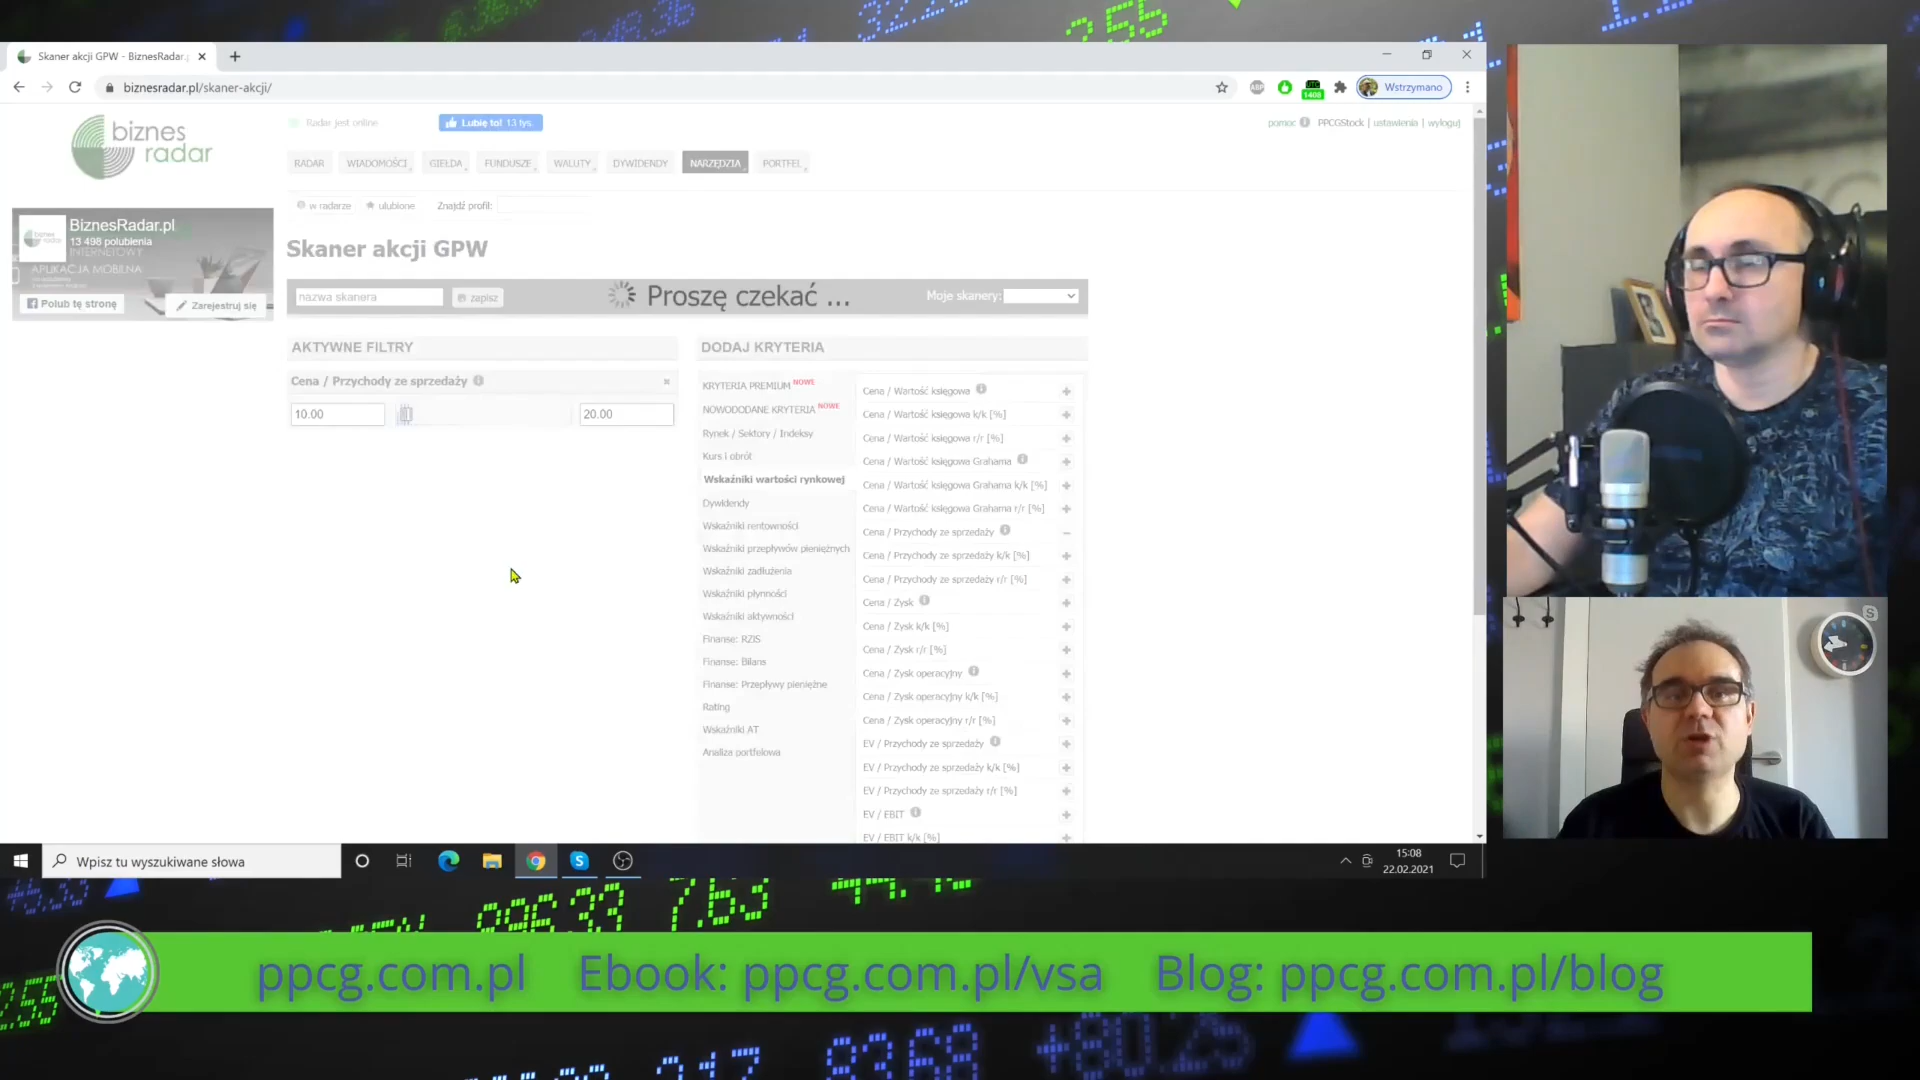 Skaner akcji GPW - BiznesRadar.p
biznesradar.pl/skaner-akcji/
ABP
1408
Wstrzymano
biznes
radar
Radar jest online
Lubię to! 13 tys.
pomoc PPCGStock | ustawienia | wyloguj
RADAR WIADOMOŚCI GIEŁDA FUNDUSZE WALUTY DYWIDENDY NARZĘDZIA PORTFEL
w radarze ulubione Znajdź profil:
BiznesRadar.pl
13 498 polubienia
INTERNETOWY
APLIKACJA MOBILNA
Polub tę stronę
Zarejestruj się
Skaner akcji GPW
nazwa skanera zapisz Proszę czekać ... Moje skanery:
AKTYWNE FILTRY
Cena / Przychody ze sprzedaży
10.00 20.00
DODAJ KRYTERIA
KRYTERIA PREMIUM NOWE
NOWODODANE KRYTERIA NOWE
Rynek / Sektory / Indeksy
Kurs i obrót
Wskaźniki wartości rynkowej
Dywidendy
Wskaźniki rentowności
Wskaźniki przepływów pieniężnych
Wskaźniki zadłużenia
Wskaźniki płynności
Wskaźniki aktywności
Finanse: RZiS
Finanse: Bilans
Finanse: Przepływy pieniężne
Rating
Wskaźniki AT
Analiza portfelowa
Cena / Wartość księgowa
Cena / Wartość księgowa k/k [%]
Cena / Wartość księgowa r/r [%]
Cena / Wartość księgowa Grahama
Cena / Wartość księgowa Grahama k/k [%]
Cena / Wartość księgowa Grahama r/r [%]
Cena / Przychody ze sprzedaży
Cena / Przychody ze sprzedaży k/k [%]
Cena / Przychody ze sprzedaży r/r [%]
Cena / Zysk
Cena / Zysk k/k [%]
Cena / Zysk r/r [%]
Cena / Zysk operacyjny
Cena / Zysk operacyjny k/k [%]
Cena / Zysk operacyjny r/r [%]
EV / Przychody ze sprzedaży
EV / Przychody ze sprzedaży k/k [%]
EV / Przychody ze sprzedaży r/r [%]
EV / EBIT
EV / EBIT k/k [%]
Wpisz tu wyszukiwane słowa
15:08
22.02.2021
ppcg.com.pl Ebook: ppcg.com.pl/vsa Blog: ppcg.com.pl/blog